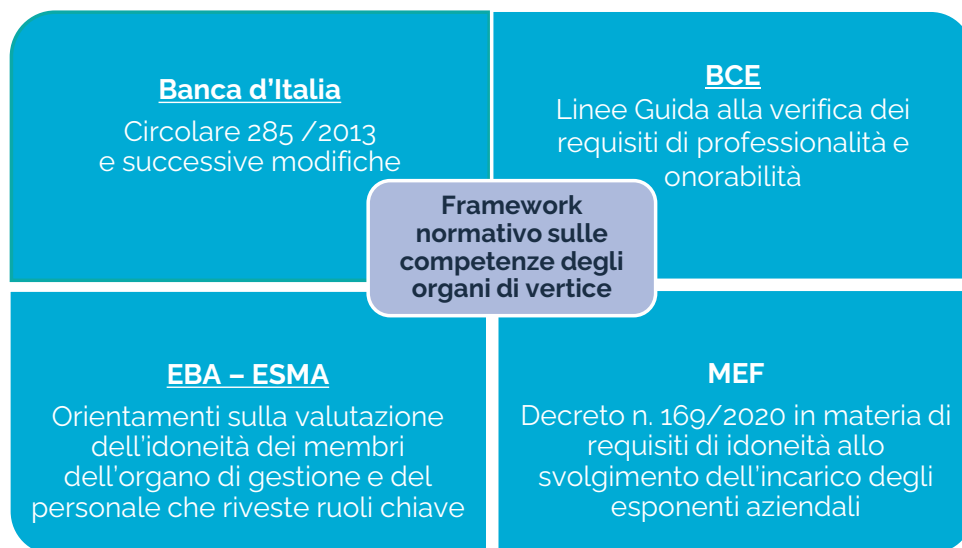 Banca d'Italia
Circolare 285 /2013
e successive modifiche
BCE
Linee Guida alla verifica dei
requisiti di professionalità e
onorabilità
Framework
normativo sulle
competenze degli
organi di vertice
EBA – ESMA
Orientamenti sulla valutazione
dell'idoneità dei membri
dell'organo di gestione e del
personale che riveste ruoli chiave
MEF
Decreto n. 169/2020 in materia di
requisiti di idoneità allo
svolgimento dell'incarico degli
esponenti aziendali